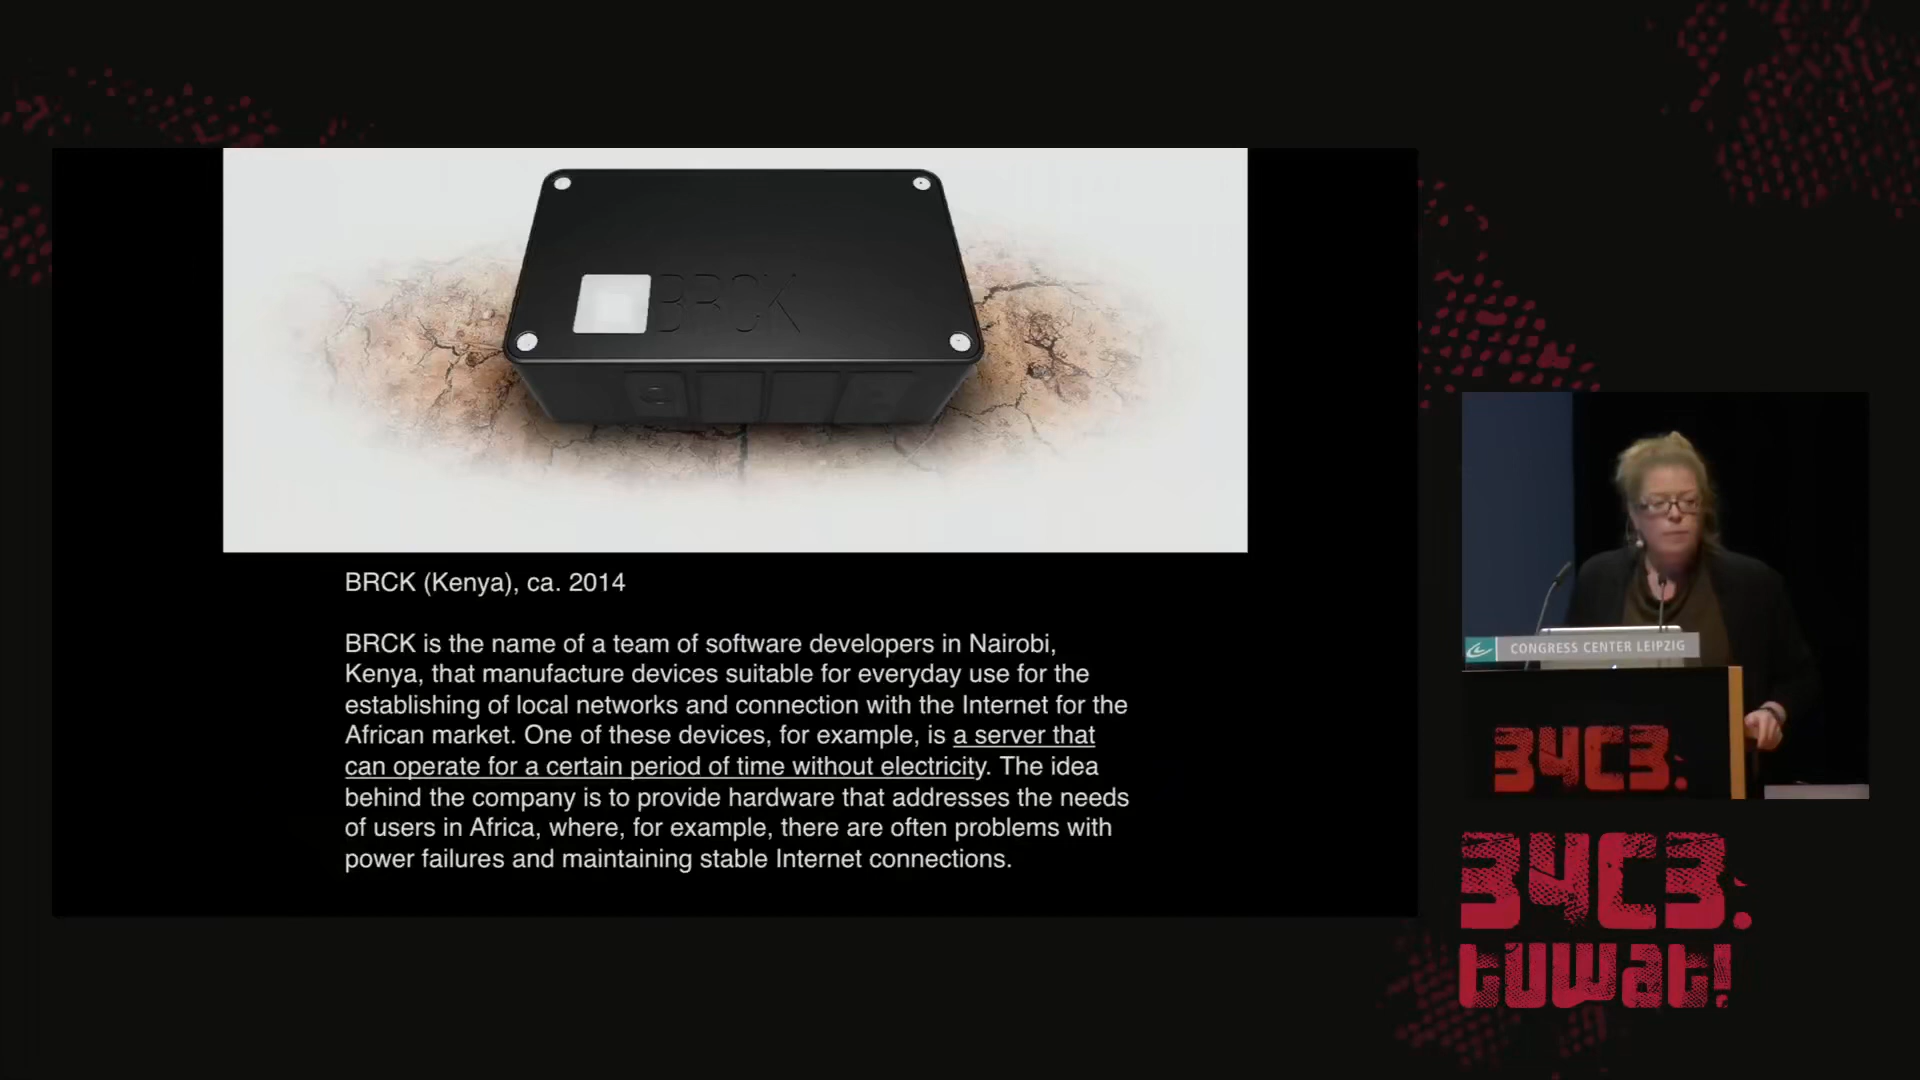 BRCK
BRCK (Kenya), ca. 2014
BRCK is the name of a team of software developers in Nairobi,
Kenya, that manufacture devices suitable for everyday use for the
establishing of local networks and connection with the Internet for the
African market. One of these devices, for example, is a server that
can operate for a certain period of time without electricity. The idea
behind the company is to provide hardware that addresses the needs
of users in Africa, where, for example, there are often problems with
power failures and maintaining stable Internet connections.
CONGRESS CENTER LEIPZIG
34C3.
34C3.
tuwat!